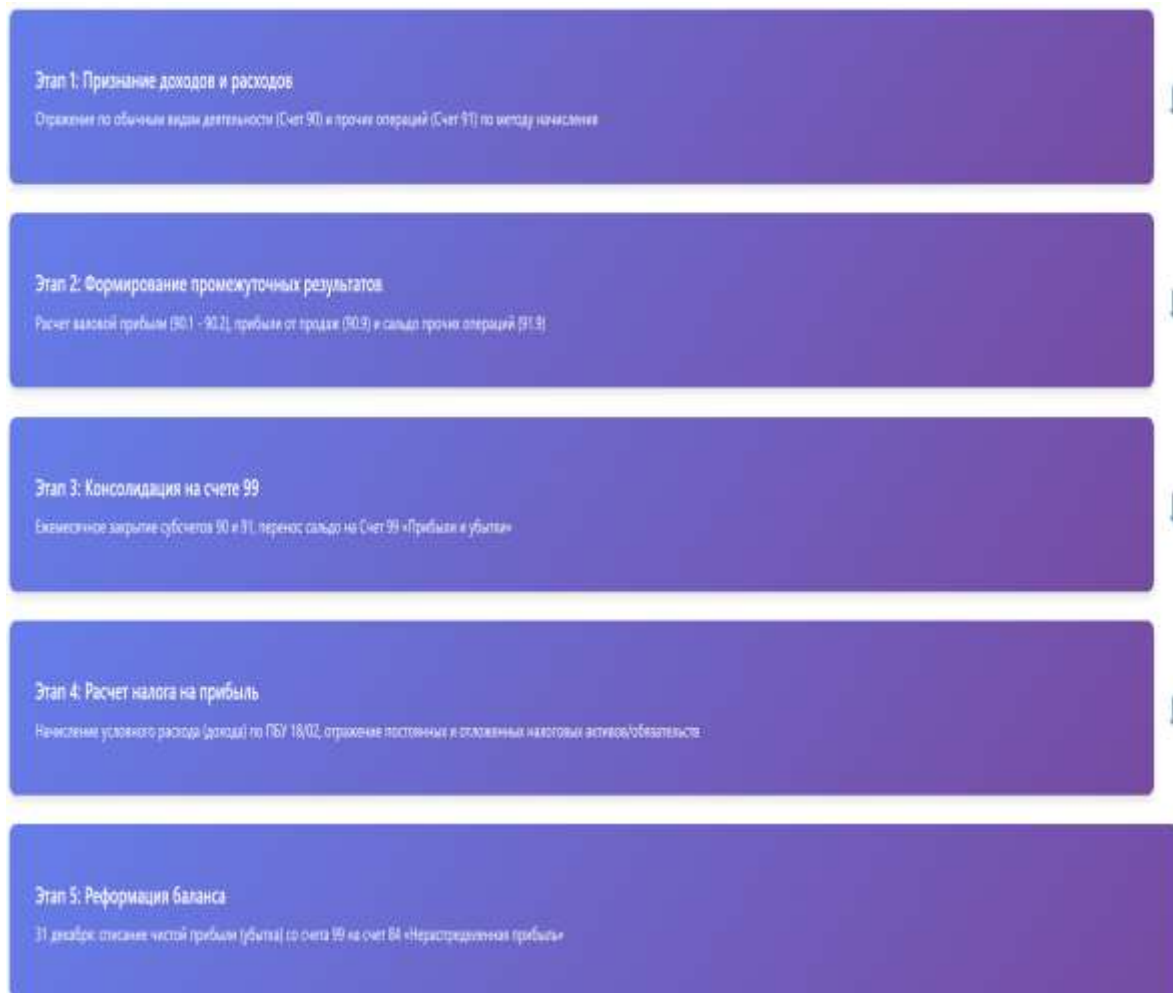 Этап 1: Признание доходов и расходов
Отражение по обычным видам деятельности (Счет 90) и прочих операций (Счет 91) по методу начисления
Этап 2: Формирование промежуточных результатов
Расчет валовой прибыли (90.1 - 90.2), прибыли от продаж (90.9) и сальдо прочих операций (91.9)
Этап 3: Консолидация на счете 99
Ежемесячное закрытие субсчетов 90 и 91, перенос сальдо на Счет 99 «Прибыли и убытки»
Этап 4: Расчет налога на прибыль
Начисление условного расхода (дохода) по ПБУ 18/02, отражение постоянных и отложенных налоговых активов/обязательств
Этап 5: Реформация баланса
31 декабря: списание чистой прибыли (убытка) со счета 99 на счет 84 «Нераспределенная прибыль»